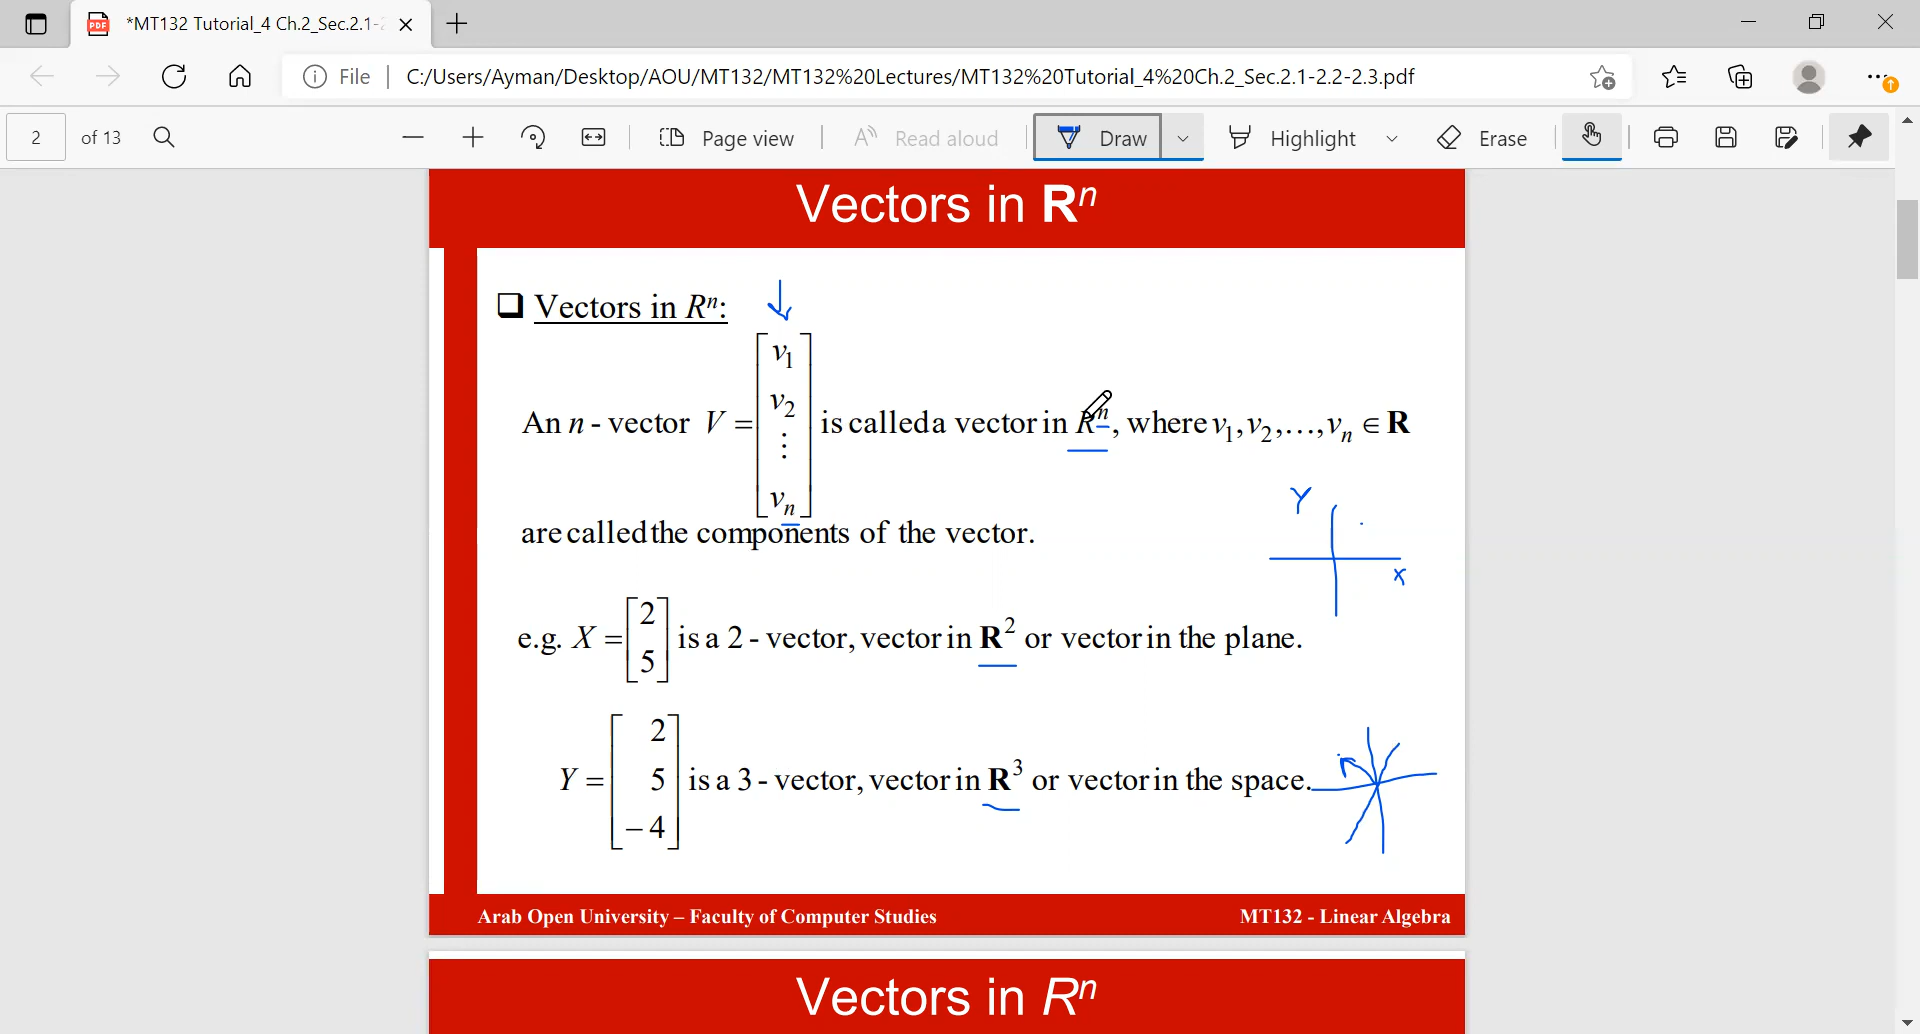 *MT132 Tutorial_4 Ch.2_Sec.2.1-2
File | C:/Users/Ayman/Desktop/AOU/MT132/MT132%20Lectures/MT132%20Tutorial_4%20Ch.2_Sec.2.1-2.2-2.3.pdf
2 of 13 Page view Read aloud Draw Highlight Erase
Vectors in Rⁿ
Vectors in Rⁿ:
An n - vector V = [v₁ v₂ ⋮ vₙ] is called a vector in Rⁿ, where v₁, v₂, …, vₙ ∈ R
Y
are called the components of the vector.
X
e.g. X = [2 5] is a 2 - vector, vector in R² or vector in the plane.
Y = [2 5 −4] is a 3 - vector, vector in R³ or vector in the space.
Arab Open University – Faculty of Computer Studies MT132 - Linear Algebra
Vectors in Rⁿ